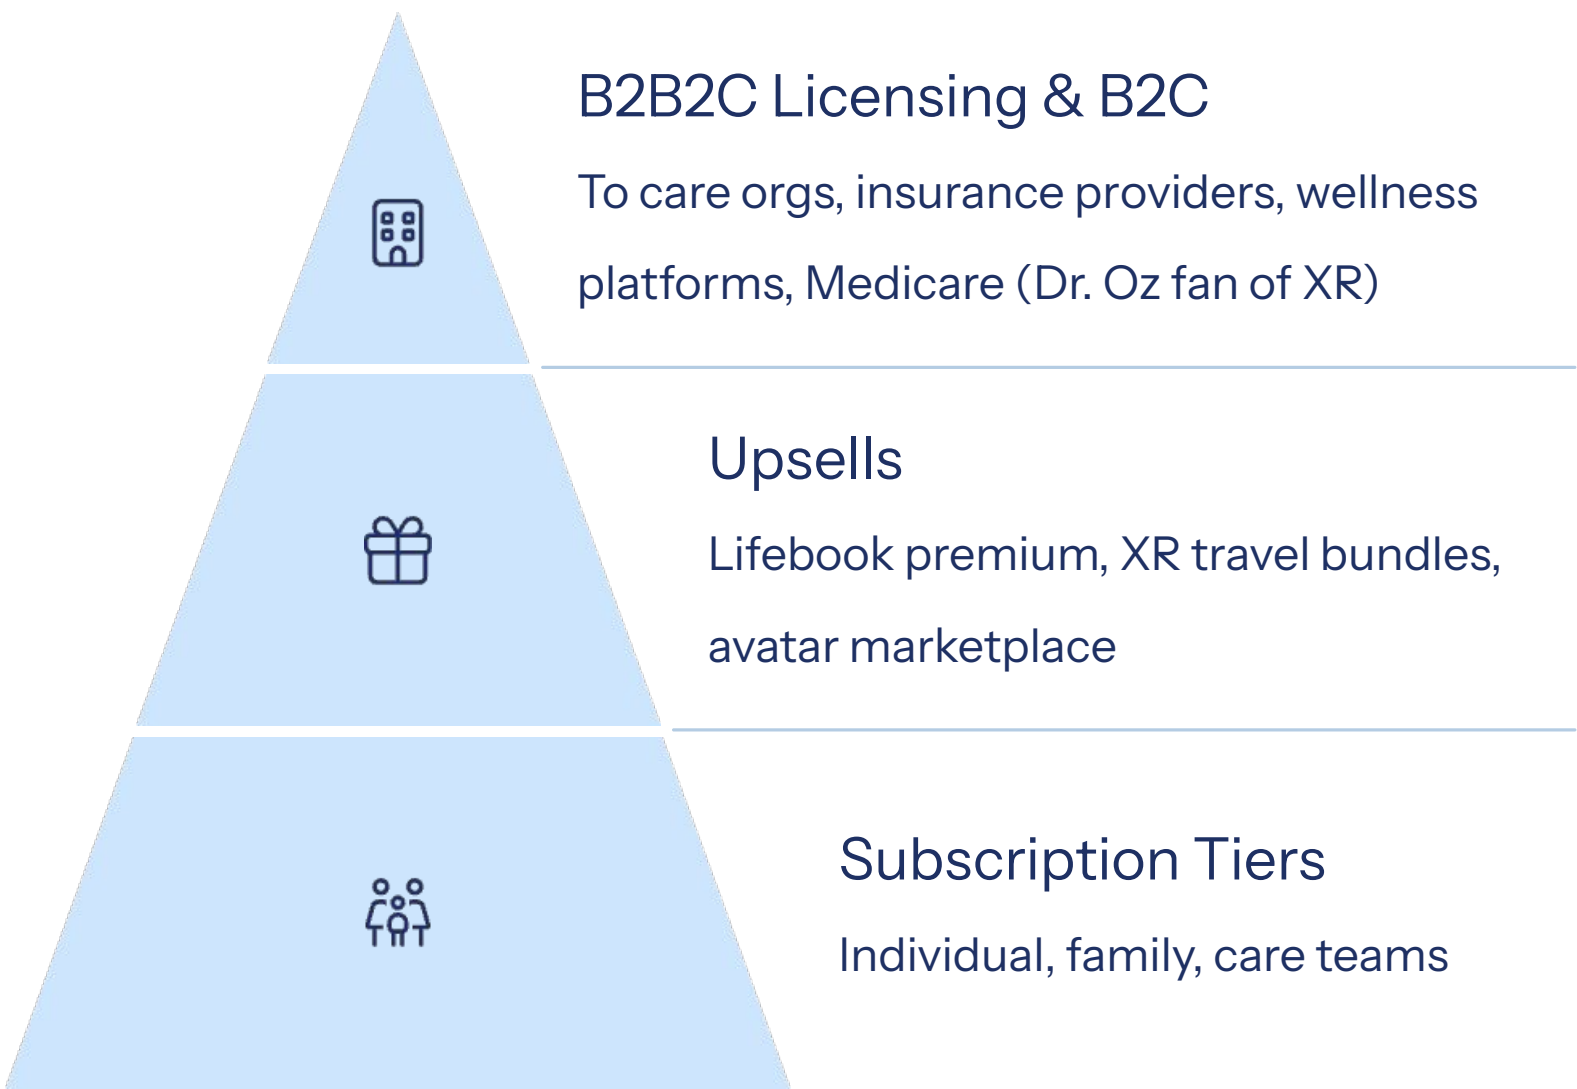 B2B2C Licensing & B2C
To care orgs, insurance providers, wellness
platforms, Medicare (Dr. Oz fan of XR)
Upsells
Lifebook premium, XR travel bundles,
avatar marketplace
Subscription Tiers
Individual, family, care teams